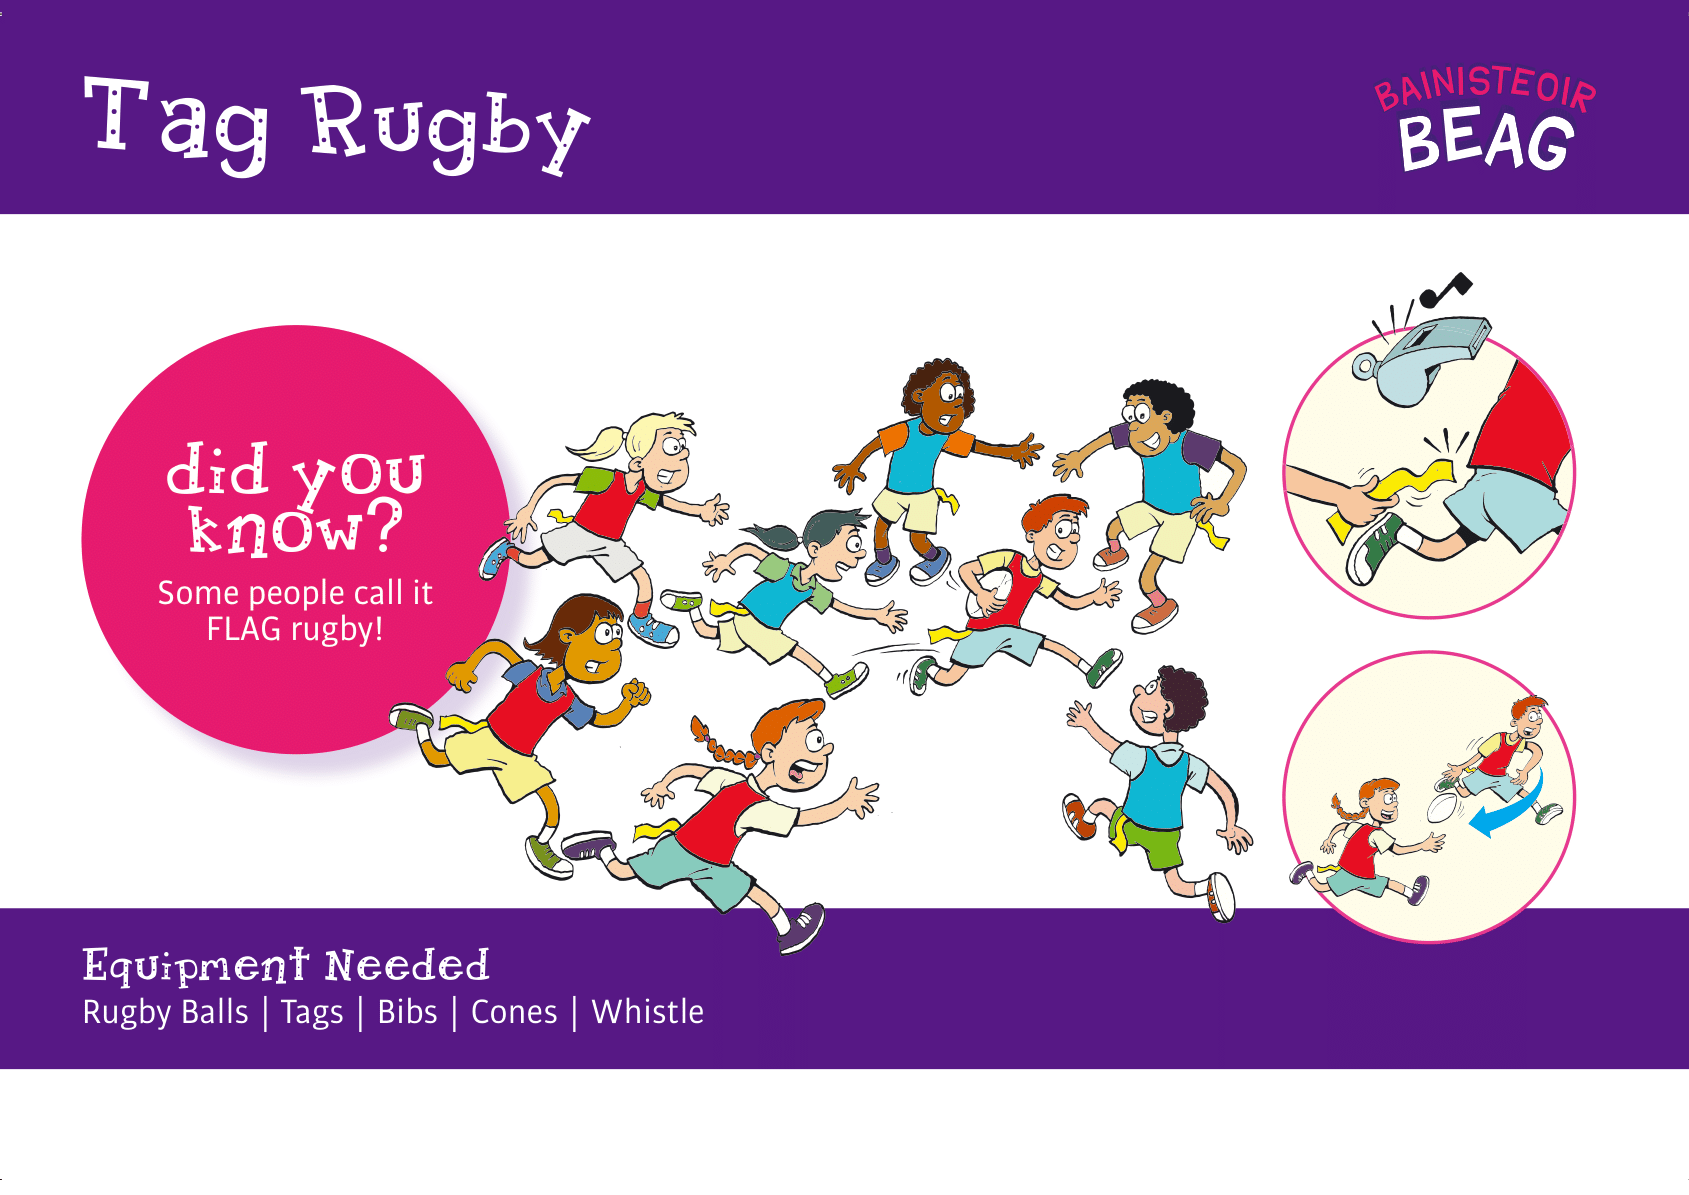 Tag Rugby
BAINISTEOIR
BEAG
did you
know?
Some people call it
FLAG rugby!
Equipment Needed
Rugby Balls | Tags | Bibs | Cones | Whistle